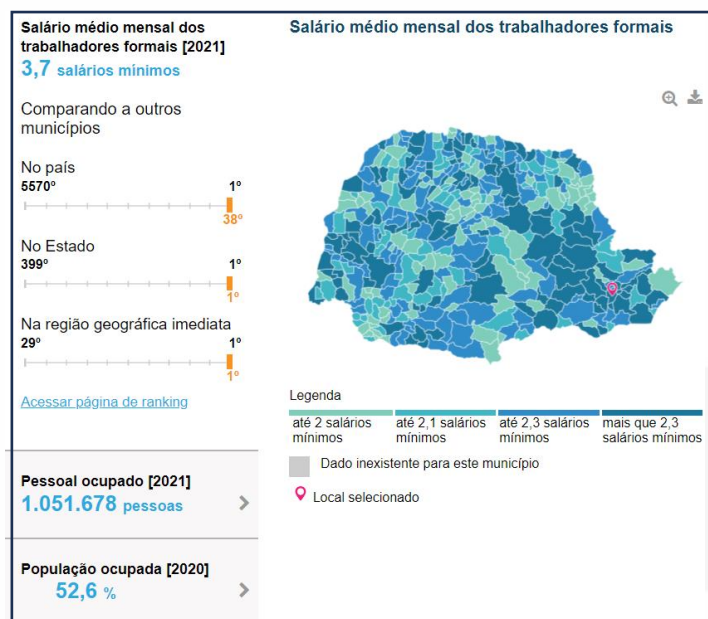 Salário médio mensal dos
trabalhadores formais [2021]
3,7 salários mínimos
Comparando a outros
municípios
No país
5570º 1º
38º
No Estado
399º 1º
1º
Na região geográfica imediata
29º 1º
1º
Acessar página de ranking
Pessoal ocupado [2021]
1.051.678 pessoas
População ocupada [2020]
52,6 %
Salário médio mensal dos trabalhadores formais
Legenda
até 2 salários
mínimos
até 2,1 salários
mínimos
até 2,3 salários
mínimos
mais que 2,3
salários mínimos
Dado inexistente para este município
Local selecionado